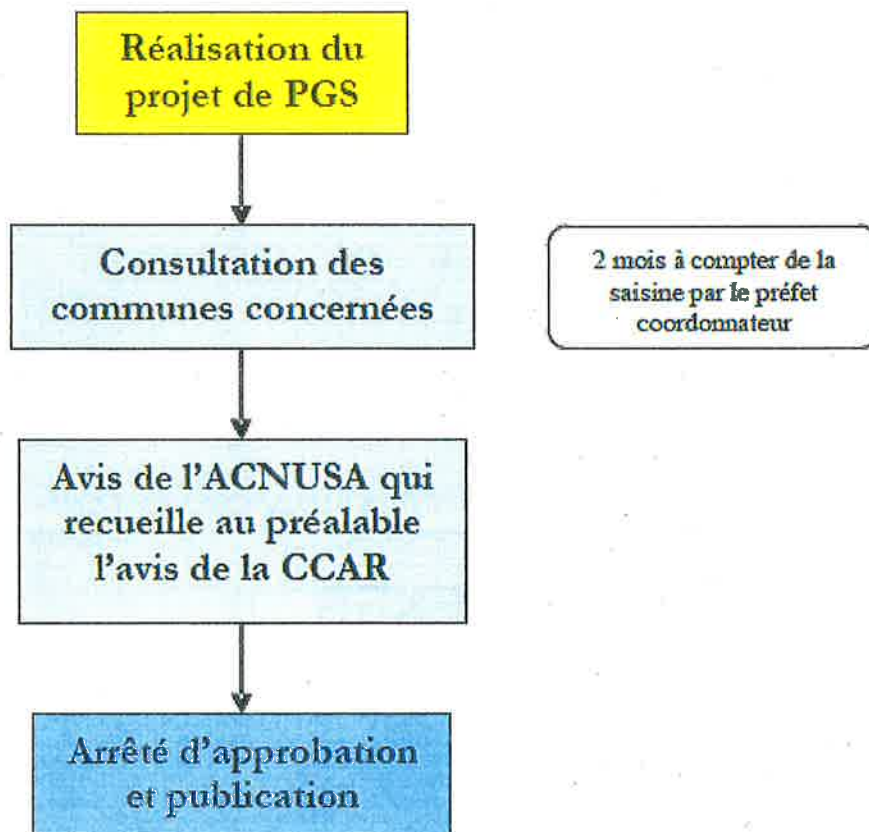 Réalisation du
projet de PGS
Consultation des
communes concernées
2 mois à compter de la
saisine par le préfet
coordonnateur
Avis de l'ACNUSA qui
recueille au préalable
l'avis de la CCAR
Arrêté d'approbation
et publication